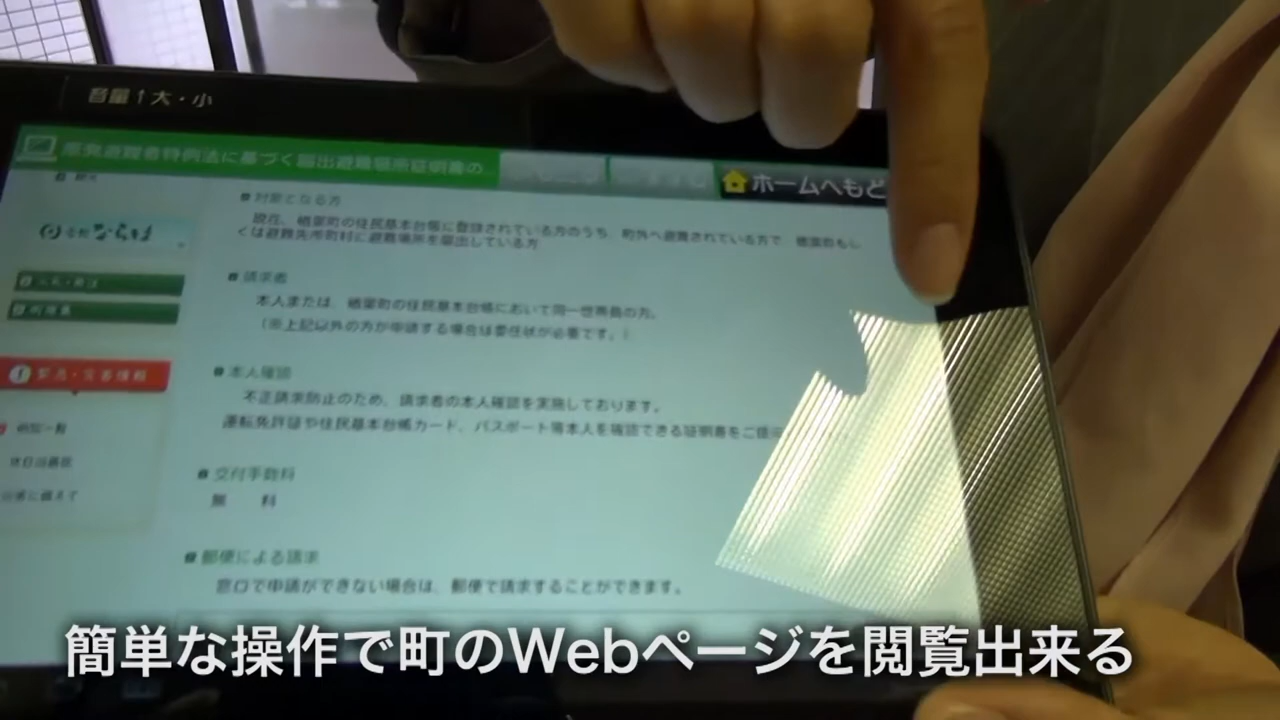 音量↑大・小
原発避難者特例法に基づく届出避難場所証明書の
ホームへもど
対象となる方
現在、楢葉町の住民基本台帳に登録されている方のうち、町外へ避難されている方で、楢葉町もし
くは避難先市町村に避難場所を届出している方
ならは
請求者
本人または、楢葉町の住民基本台帳において同一世帯員の方。
（※上記以外の方が申請する場合は委任状が必要です。）
緊急・災害情報
本人確認
不正請求防止のため、請求者の本人確認を実施しております。
運転免許証や住民基本台帳カード、パスポート等本人を確認できる証明書をご提示
交付手数料
無 料
郵便による請求
窓口で申請ができない場合は、郵便で請求することができます。
簡単な操作で町のWebページを閲覧出来る